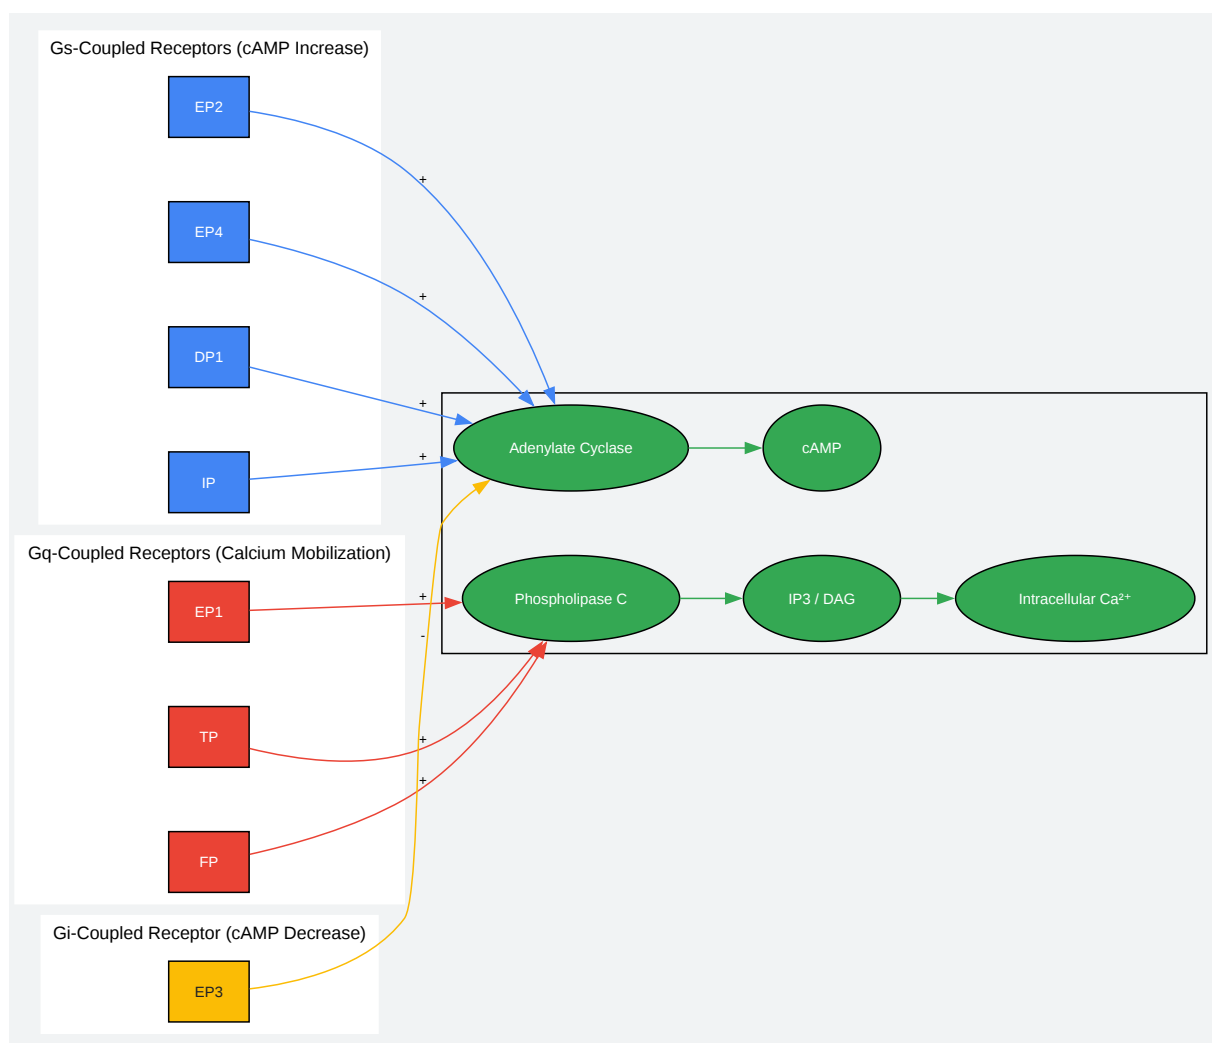 Gs-Coupled Receptors (cAMP Increase)
EP2
+
EP4
+
DP1
+
Adenylate Cyclase
cAMP
+
IP
Gq-Coupled Receptors (Calcium Mobilization)
EP1
+
Phospholipase C
IP3 / DAG
Intracellular Ca²⁺
-
TP
+
+
FP
Gi-Coupled Receptor (cAMP Decrease)
EP3